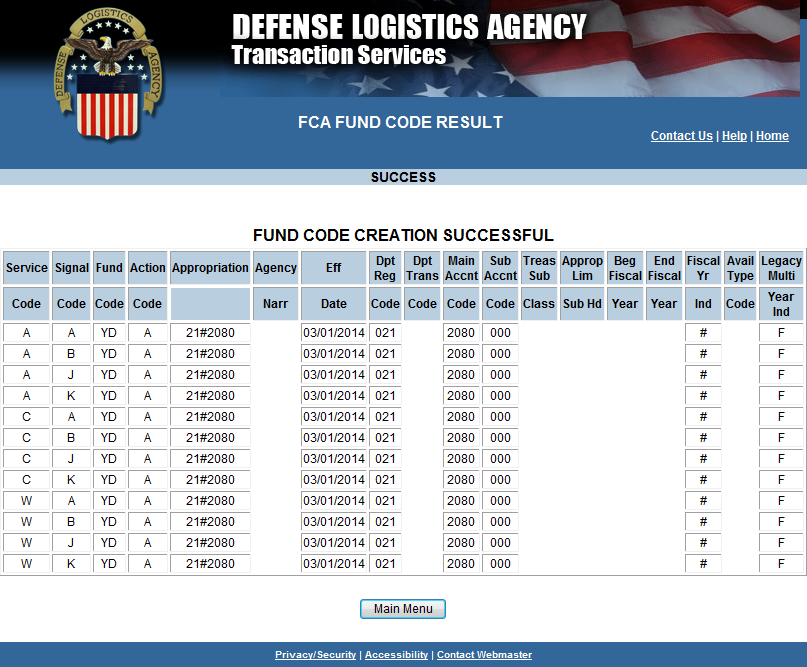 DEFENSE LOGISTICS AGENCY
Transaction Services
LOGISTICS
DEFENSE
AGENCY
FCA FUND CODE RESULT
Contact Us | Help | Home
SUCCESS
FUND CODE CREATION SUCCESSFUL
Service Signal Fund Action Appropriation Agency Eff Dpt Reg Dpt Trans Main Accnt Sub Accnt Treas Sub Approp Lim Beg Fiscal End Fiscal Fiscal Yr Avail Type Legacy Multi
Code Code Code Code Narr Date Code Code Code Code Class Sub Hd Year Year Ind Code Year Ind
A A YD A 21#2080 03/01/2014 021 2080 000 # F
A B YD A 21#2080 03/01/2014 021 2080 000 # F
A J YD A 21#2080 03/01/2014 021 2080 000 # F
A K YD A 21#2080 03/01/2014 021 2080 000 # F
C A YD A 21#2080 03/01/2014 021 2080 000 # F
C B YD A 21#2080 03/01/2014 021 2080 000 # F
C J YD A 21#2080 03/01/2014 021 2080 000 # F
C K YD A 21#2080 03/01/2014 021 2080 000 # F
W A YD A 21#2080 03/01/2014 021 2080 000 # F
W B YD A 21#2080 03/01/2014 021 2080 000 # F
W J YD A 21#2080 03/01/2014 021 2080 000 # F
W K YD A 21#2080 03/01/2014 021 2080 000 # F
Main Menu
Privacy/Security | Accessibility | Contact Webmaster